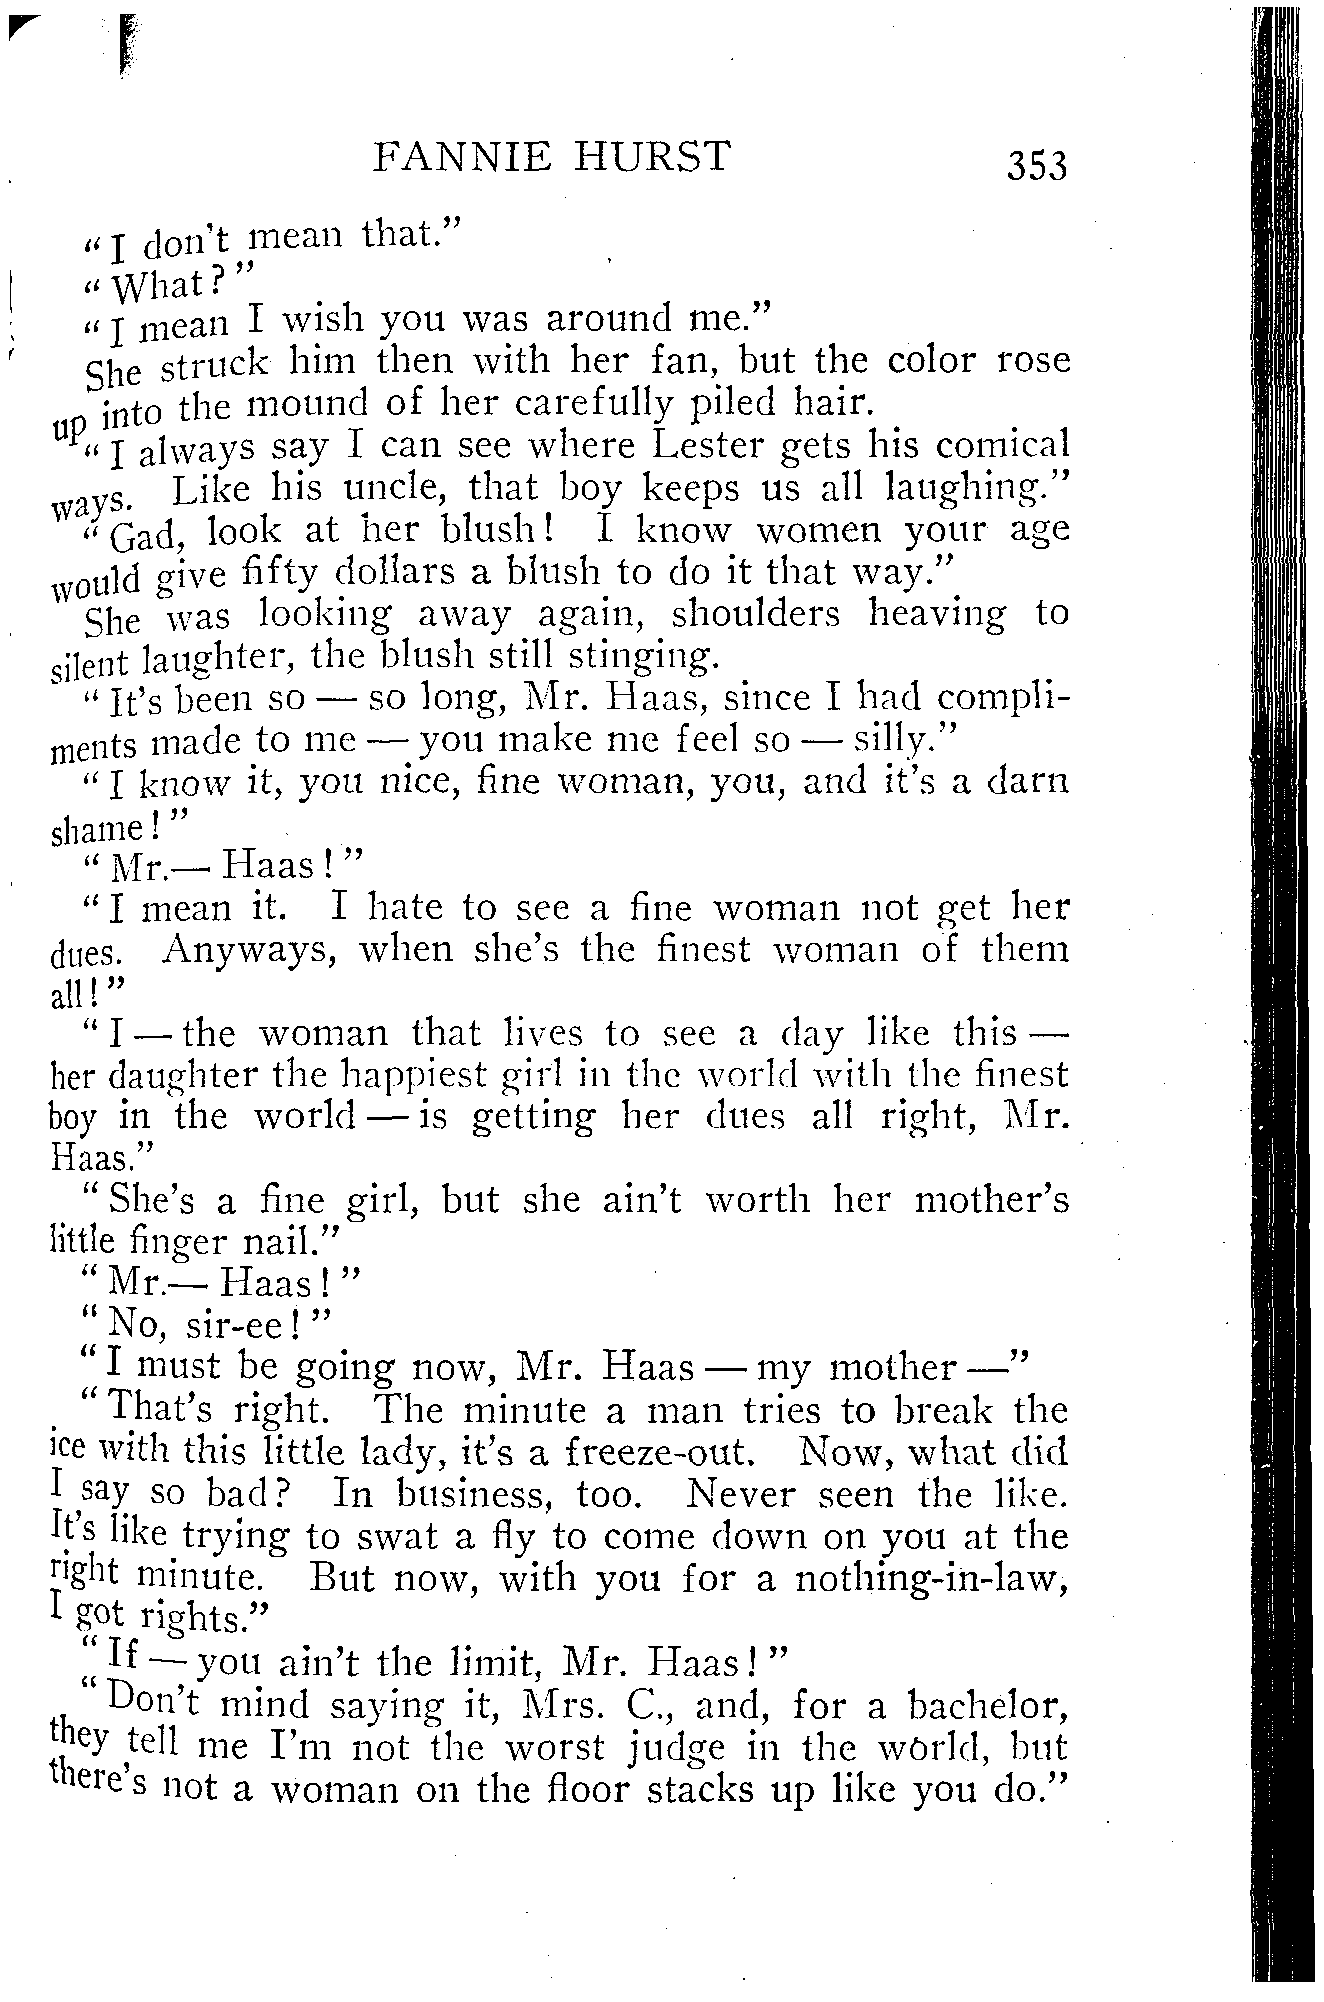 FANNIE HURST 353
"I don't mean that."
"What?"
"I mean I wish you was around me."
She struck him then with her fan, but the color rose
up into the mound of her carefully piled hair.
"I always say I can see where Lester gets his comical
ways. Like his uncle, that boy keeps us all laughing."
"Gad, look at her blush! I know women your age
would give fifty dollars a blush to do it that way."
She was looking away again, shoulders heaving to
silent laughter, the blush still stinging.
"It's been so — so long, Mr. Haas, since I had compli-
ments made to me — you make me feel so — silly."
"I know it, you nice, fine woman, you, and it's a darn
shame!"
"Mr.— Haas!"
"I mean it. I hate to see a fine woman not get her
dues. Anyways, when she's the finest woman of them
all!"
"I — the woman that lives to see a day like this —
her daughter the happiest girl in the world with the finest
boy in the world — is getting her dues all right, Mr.
Haas."
"She's a fine girl, but she ain't worth her mother's
little finger nail."
"Mr.— Haas!"
"No, sir-ee!"
"I must be going now, Mr. Haas — my mother —"
"That's right. The minute a man tries to break the
ice with this little lady, it's a freeze-out. Now, what did
I say so bad? In business, too. Never seen the like.
It's like trying to swat a fly to come down on you at the
right minute. But now, with you for a nothing-in-law,
I got rights."
"If — you ain't the limit, Mr. Haas!"
"Don't mind saying it, Mrs. C., and, for a bachelor,
they tell me I'm not the worst judge in the world, but
there's not a woman on the floor stacks up like you do."